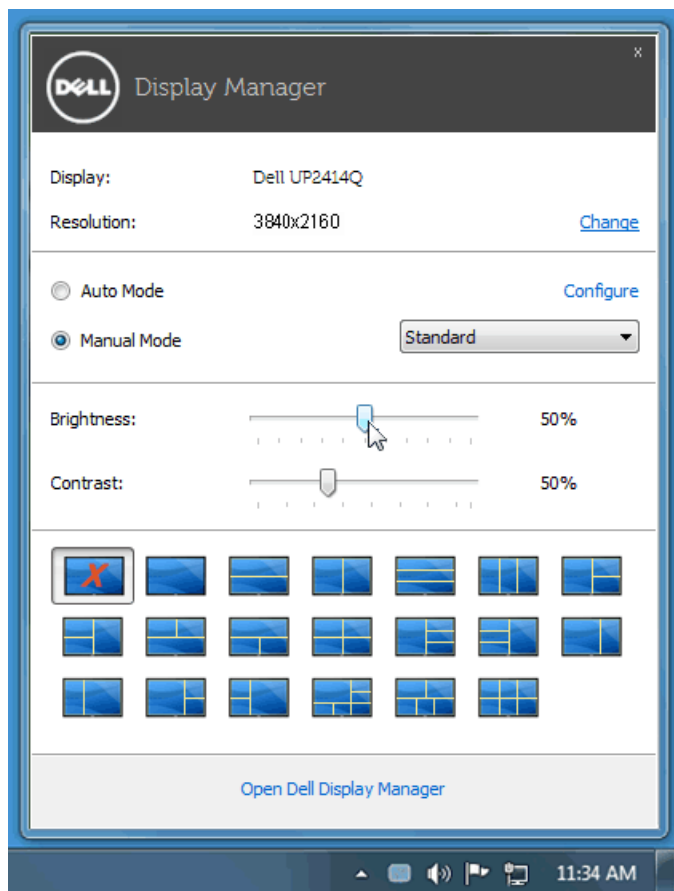 x
DELL Display Manager
Display: Dell UP2414Q
Resolution: 3840x2160 Change
Auto Mode Configure
Manual Mode Standard
Brightness: 50%
Contrast: 50%
X
Open Dell Display Manager
11:34 AM